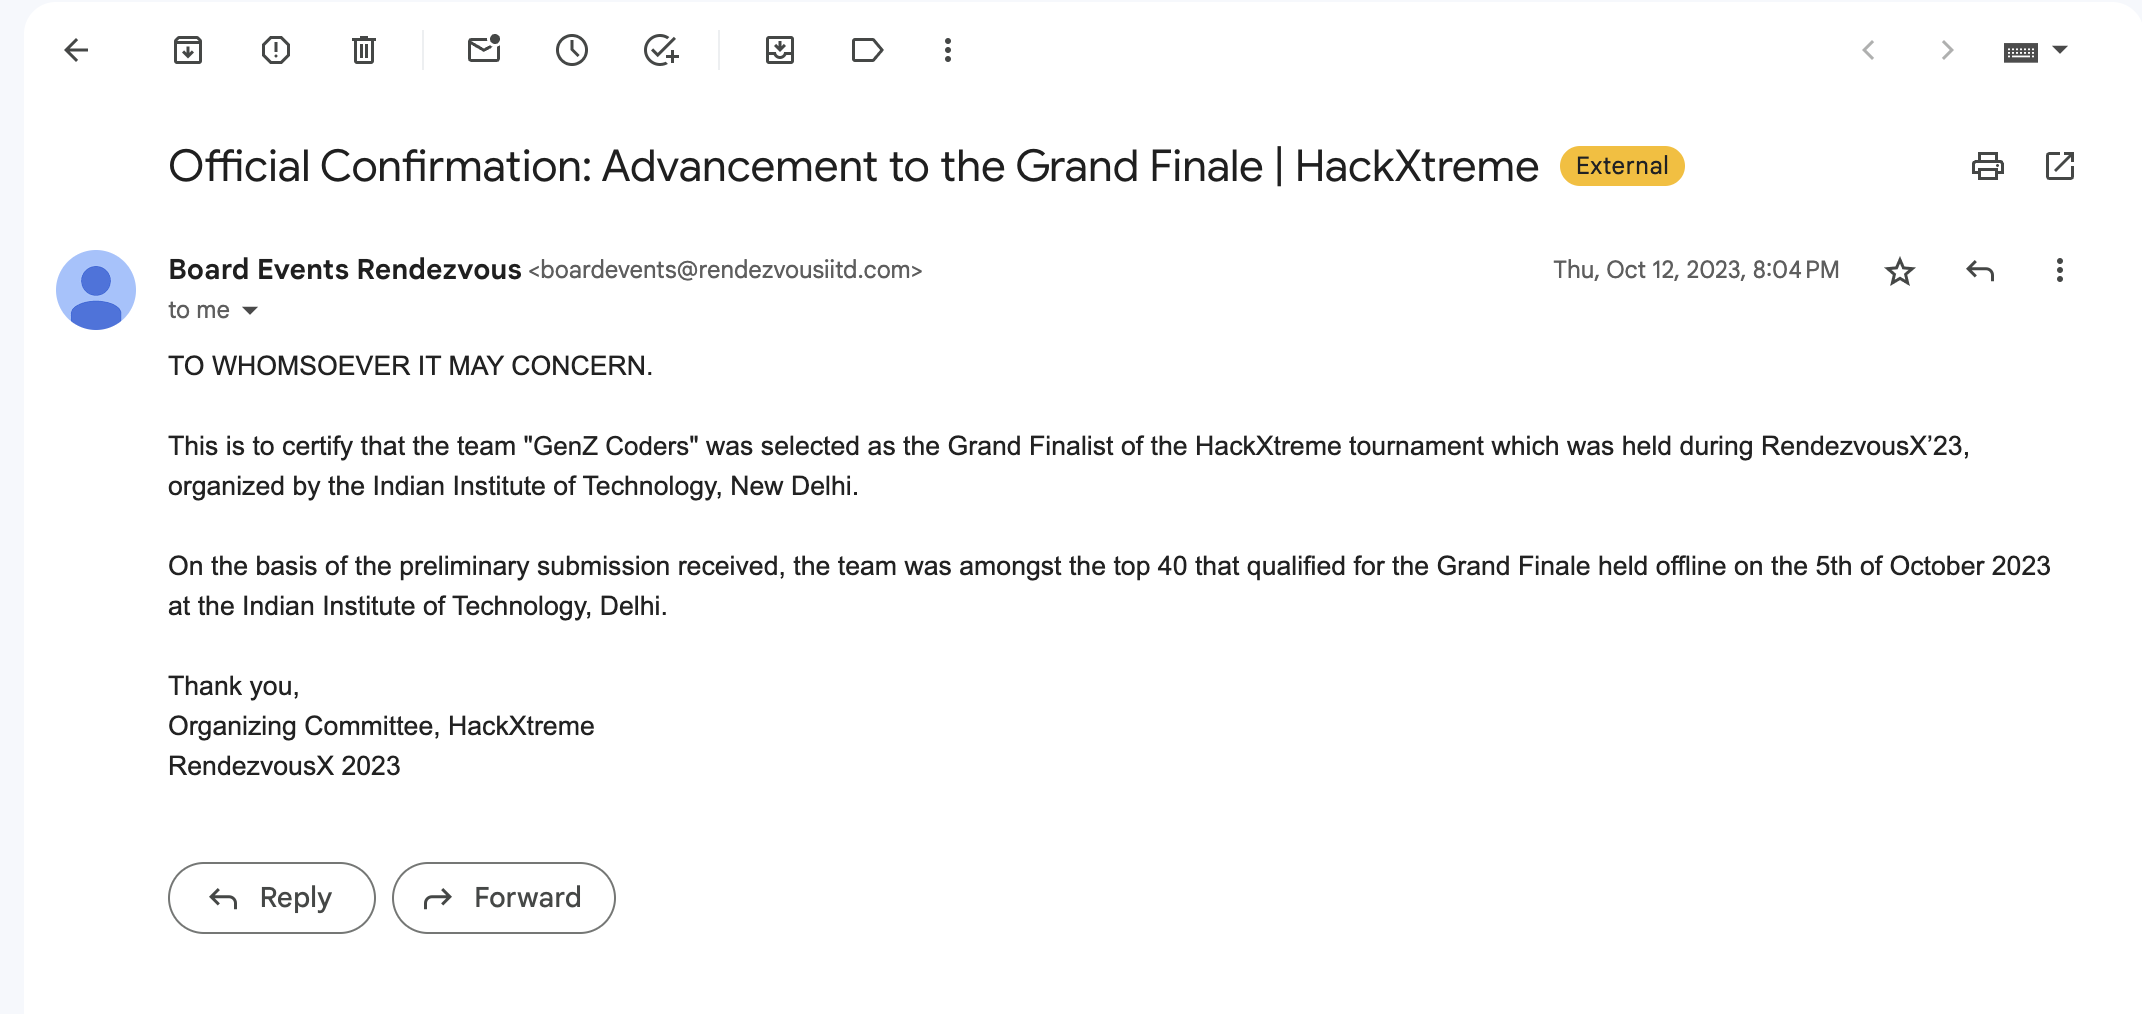 Official Confirmation: Advancement to the Grand Finale | HackXtreme External
Board Events Rendezvous <boardevents@rendezvousiitd.com> Thu, Oct 12, 2023, 8:04 PM
to me
TO WHOMSOEVER IT MAY CONCERN.
This is to certify that the team "GenZ Coders" was selected as the Grand Finalist of the HackXtreme tournament which was held during RendezvousX’23,
organized by the Indian Institute of Technology, New Delhi.
On the basis of the preliminary submission received, the team was amongst the top 40 that qualified for the Grand Finale held offline on the 5th of October 2023
at the Indian Institute of Technology, Delhi.
Thank you,
Organizing Committee, HackXtreme
RendezvousX 2023
Reply Forward